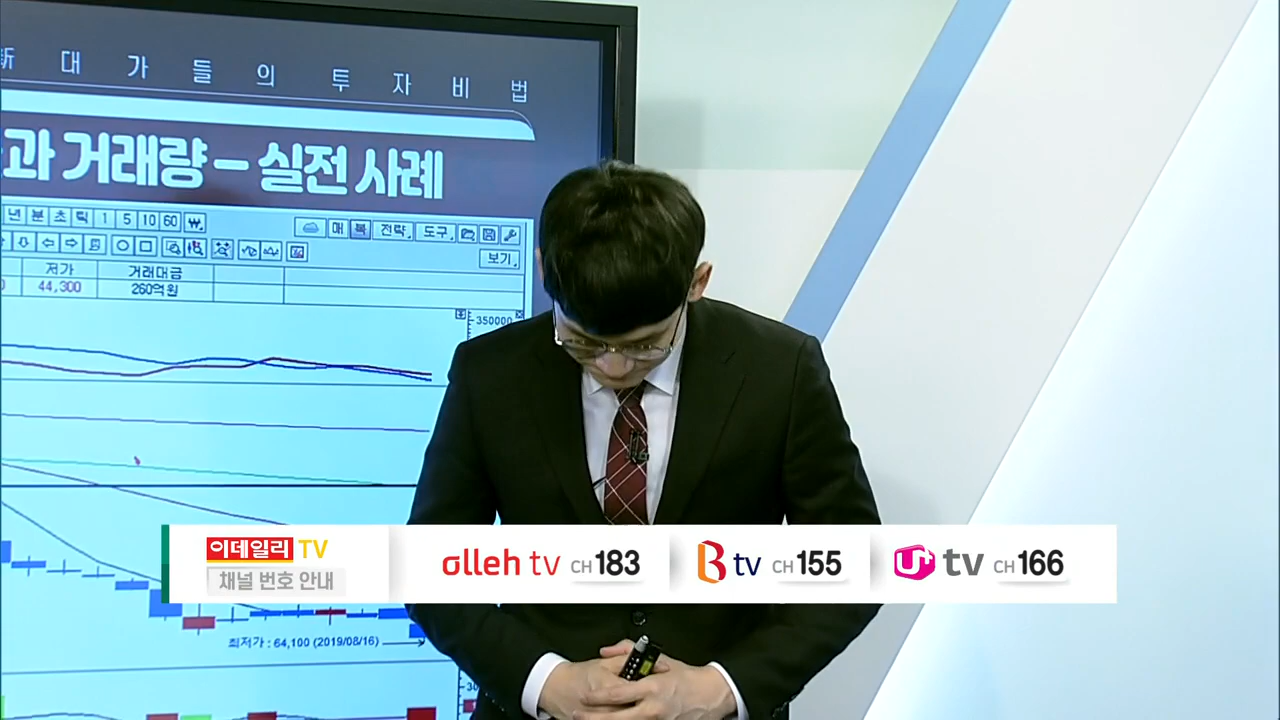 新 대 가 들 의 투 자 비 법
과 거래량 - 실전 사례
년 분 초 틱 1 5 10 60 ₩
매 복 전략 도구
보기
저가 거래대금
44,300 260억원
350000
이데일리 TV
채널 번호 안내
olleh tv CH 183
B tv CH 155
U+ tv CH 166
최저가 : 64,100 (2019/08/16)